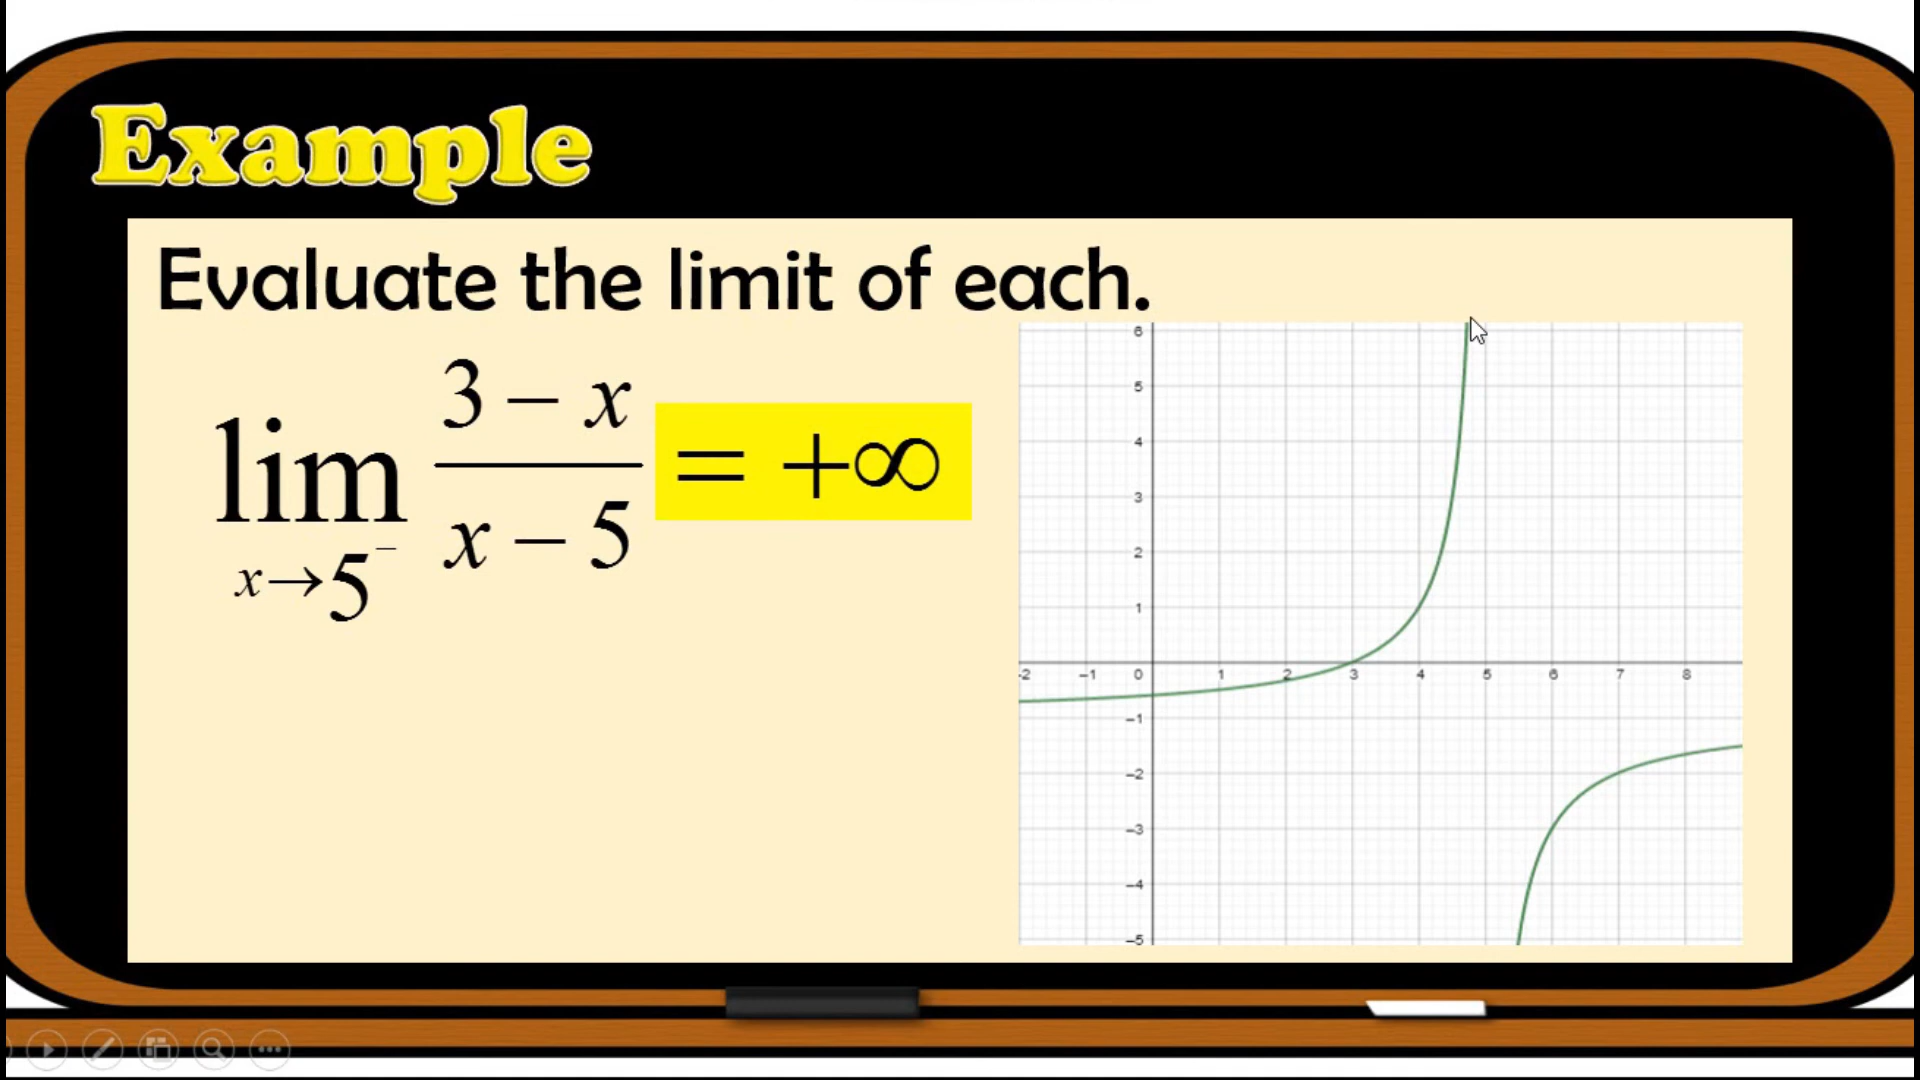 Example
Evaluate the limit of each.
lim x→5⁻ (3 − x)/(x − 5) = +∞
6
5
4
3
2
1
-2 −1 0 1 2 3 4 5 6 7 8
−1
−2
−3
−4
−5